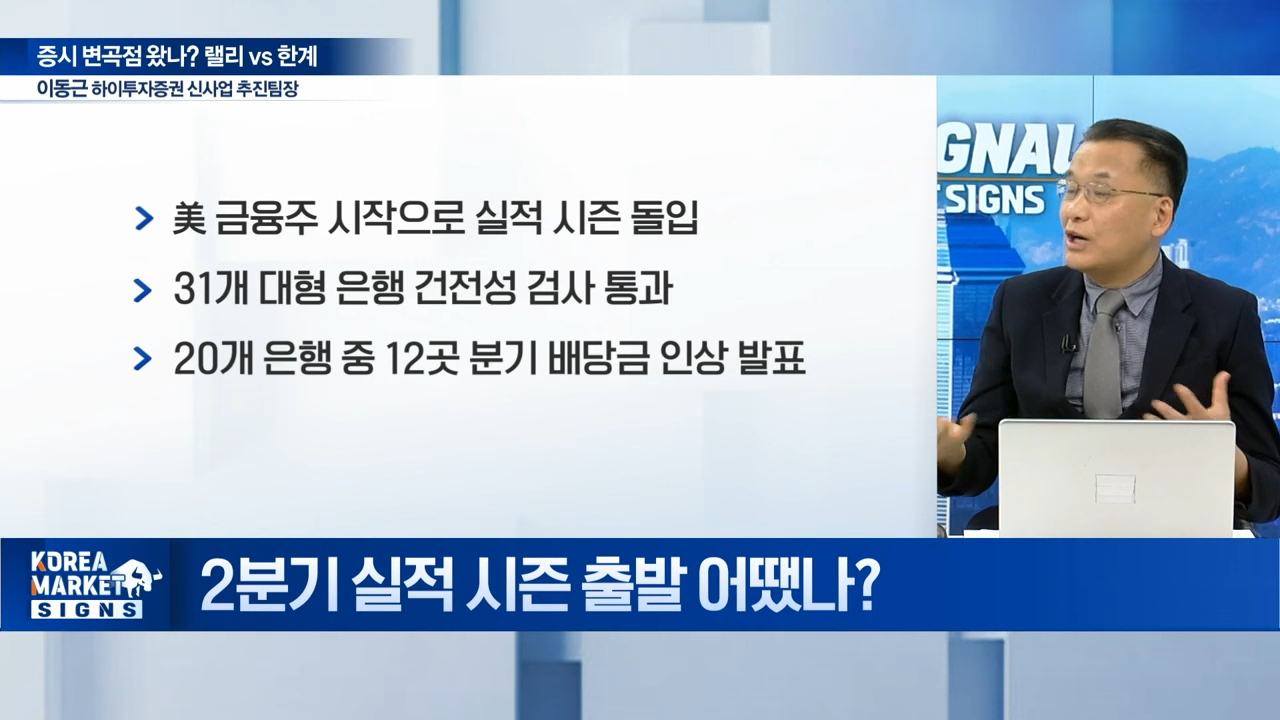 증시 변곡점 왔나? 랠리 vs 한계
이동근 하이투자증권 신사업 추진팀장
美 금융주 시작으로 실적 시즌 돌입
31개 대형 은행 건전성 검사 통과
20개 은행 중 12곳 분기 배당금 인상 발표
GNAL
SIGNS
KOREA
MARKET
SIGNS
2분기 실적 시즌 출발 어땠나?